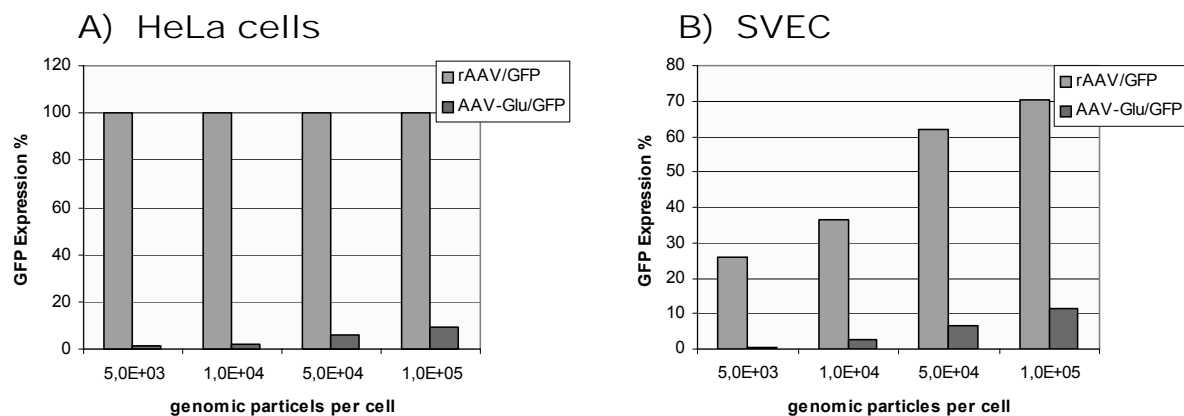 A) HeLa cells
120
100
80
60
40
20
0
GFP Expression %
rAAV/GFP
AAV-Glu/GFP
5,0E+03 1,0E+04 5,0E+04 1,0E+05
genomic particels per cell
B) SVEC
80
70
60
50
40
30
20
10
0
GFP Expression %
rAAV/GFP
AAV-Glu/GFP
5,0E+03 1,0E+04 5,0E+04 1,0E+05
genomic particles per cell